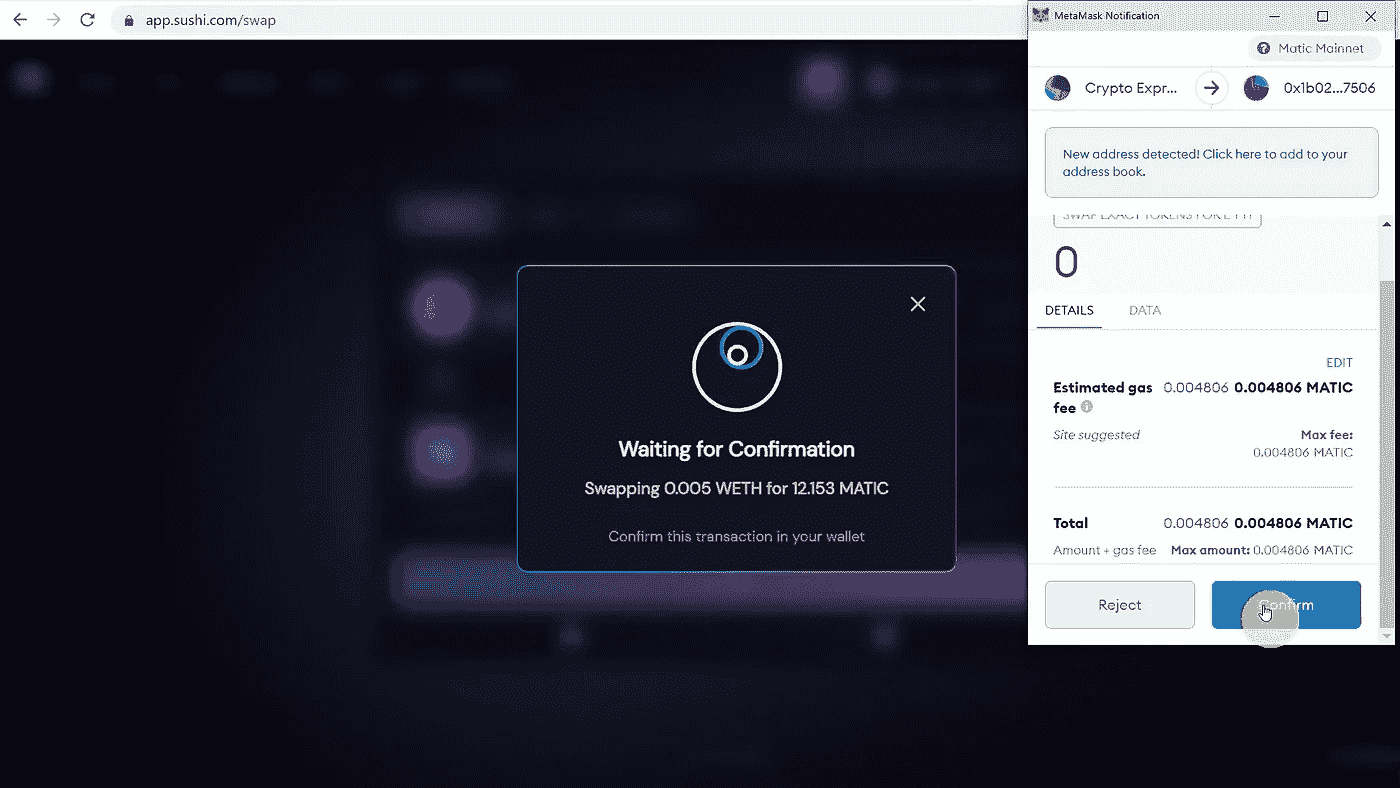 app.sushi.com/swap
MetaMask Notification
Matic Mainnet
Crypto Expr...
0x1b02...7506
New address detected! Click here to add to your
address book.
0
DETAILS
DATA
EDIT
Estimated gas 0.004806 0.004806 MATIC
fee
Site suggested
Max fee:
0.004806 MATIC
Total 0.004806 0.004806 MATIC
Amount + gas fee Max amount: 0.004806 MATIC
Reject
Confirm
Waiting for Confirmation
Swapping 0.005 WETH for 12.153 MATIC
Confirm this transaction in your wallet